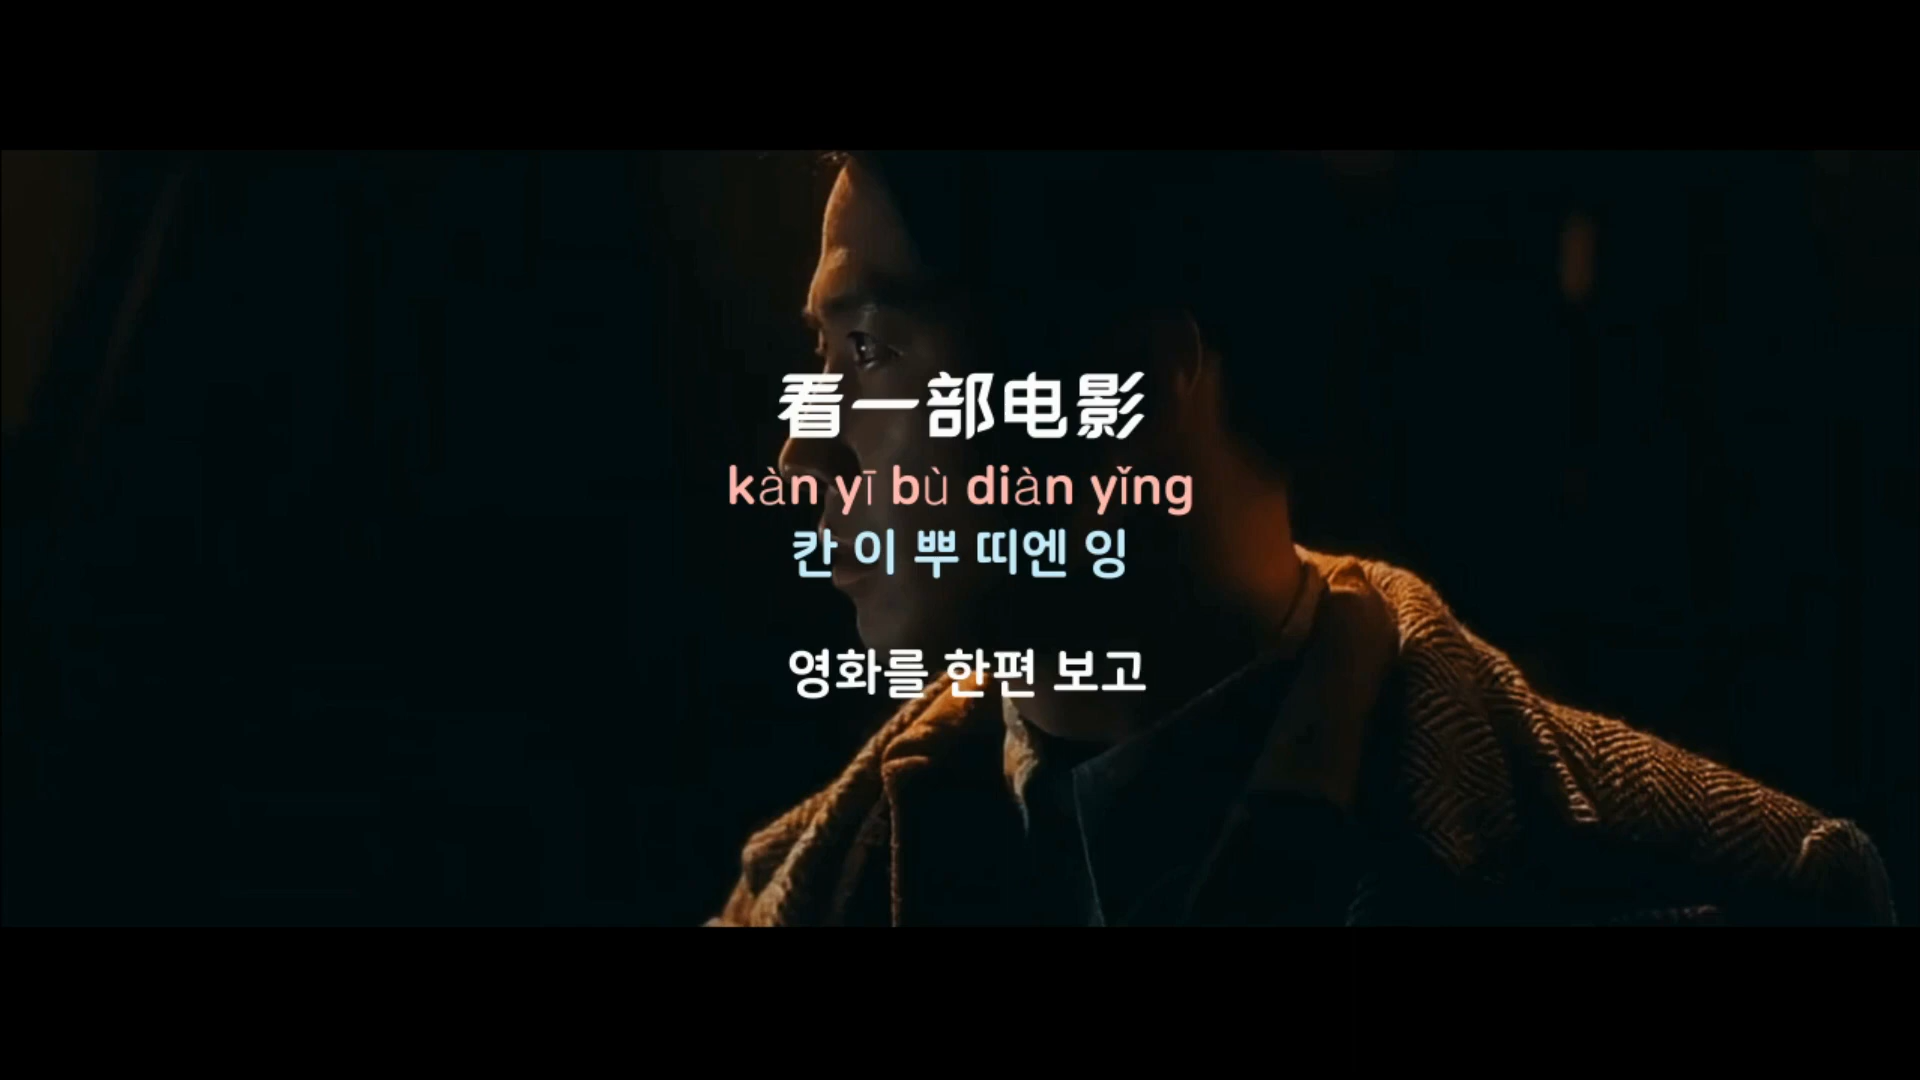 看一部电影
kàn yī bù diàn yǐng
칸 이 뿌 띠엔 잉
영화를 한편 보고